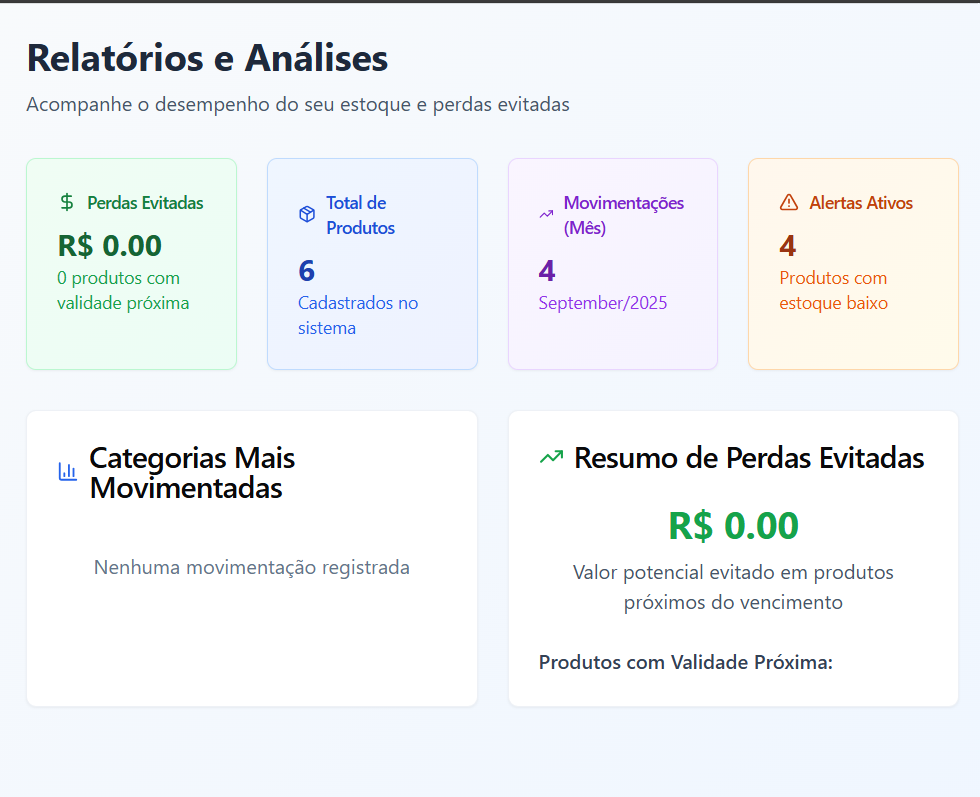 Relatórios e Análises
Acompanhe o desempenho do seu estoque e perdas evitadas
Perdas Evitadas
R$ 0.00
0 produtos com
validade próxima
Total de
Produtos
6
Cadastrados no
sistema
Movimentações
(Mês)
4
September/2025
Alertas Ativos
4
Produtos com
estoque baixo
Categorias Mais
Movimentadas
Nenhuma movimentação registrada
Resumo de Perdas Evitadas
R$ 0.00
Valor potencial evitado em produtos
próximos do vencimento
Produtos com Validade Próxima: